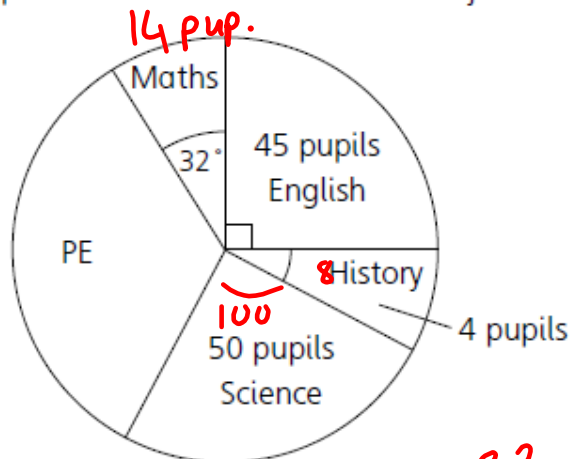 14 pup.
Maths
32°
45 pupils
English
PE
8
History
100
4 pupils
50 pupils
Science